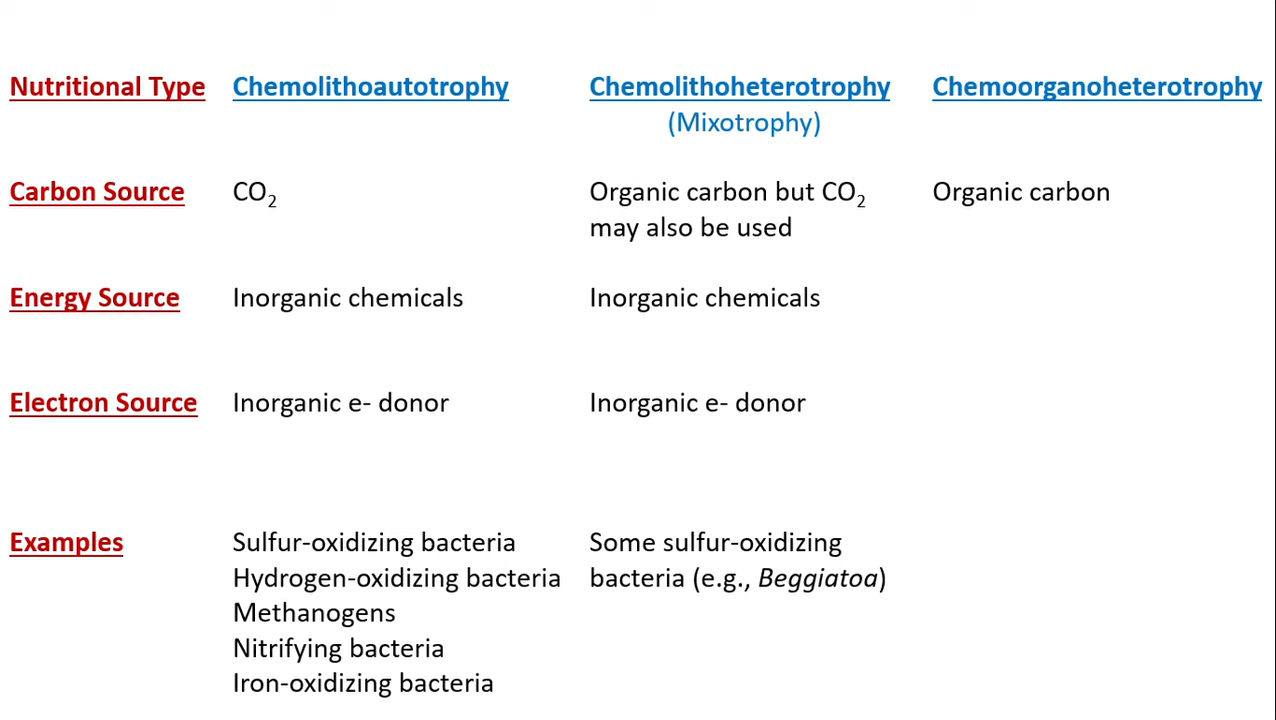 Nutritional Type Chemolithoautotrophy Chemolithoheterotrophy Chemoorganoheterotrophy
(Mixotrophy)
Carbon Source CO₂ Organic carbon but CO₂ Organic carbon
may also be used
Energy Source Inorganic chemicals Inorganic chemicals
Electron Source Inorganic e- donor Inorganic e- donor
Examples Sulfur-oxidizing bacteria Some sulfur-oxidizing
Hydrogen-oxidizing bacteria bacteria (e.g., Beggiatoa)
Methanogens
Nitrifying bacteria
Iron-oxidizing bacteria